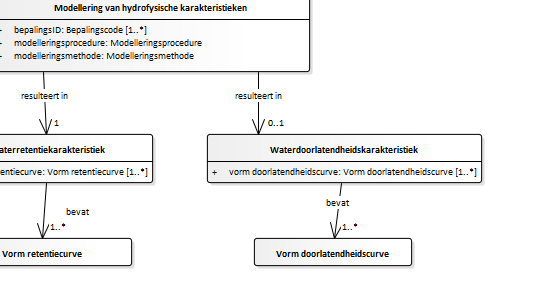 Modellering van hydrofysische karakteristieken
bepalingsID: Bepalingscode [1..*]
modelleringsprocedure: Modelleringsprocedure
modelleringsmethode: Modelleringsmethode
resulteert in
resulteert in
1
0..1
aterretentiekarakteristiek
Waterdoorlatendheidskarakteristiek
entiecurve: Vorm retentiecurve [1..*]
+ vorm doorlatendheidscurve: Vorm doorlatendheidscurve [1..*]
bevat
bevat
1..*
1..*
Vorm retentiecurve
Vorm doorlatendheidscurve